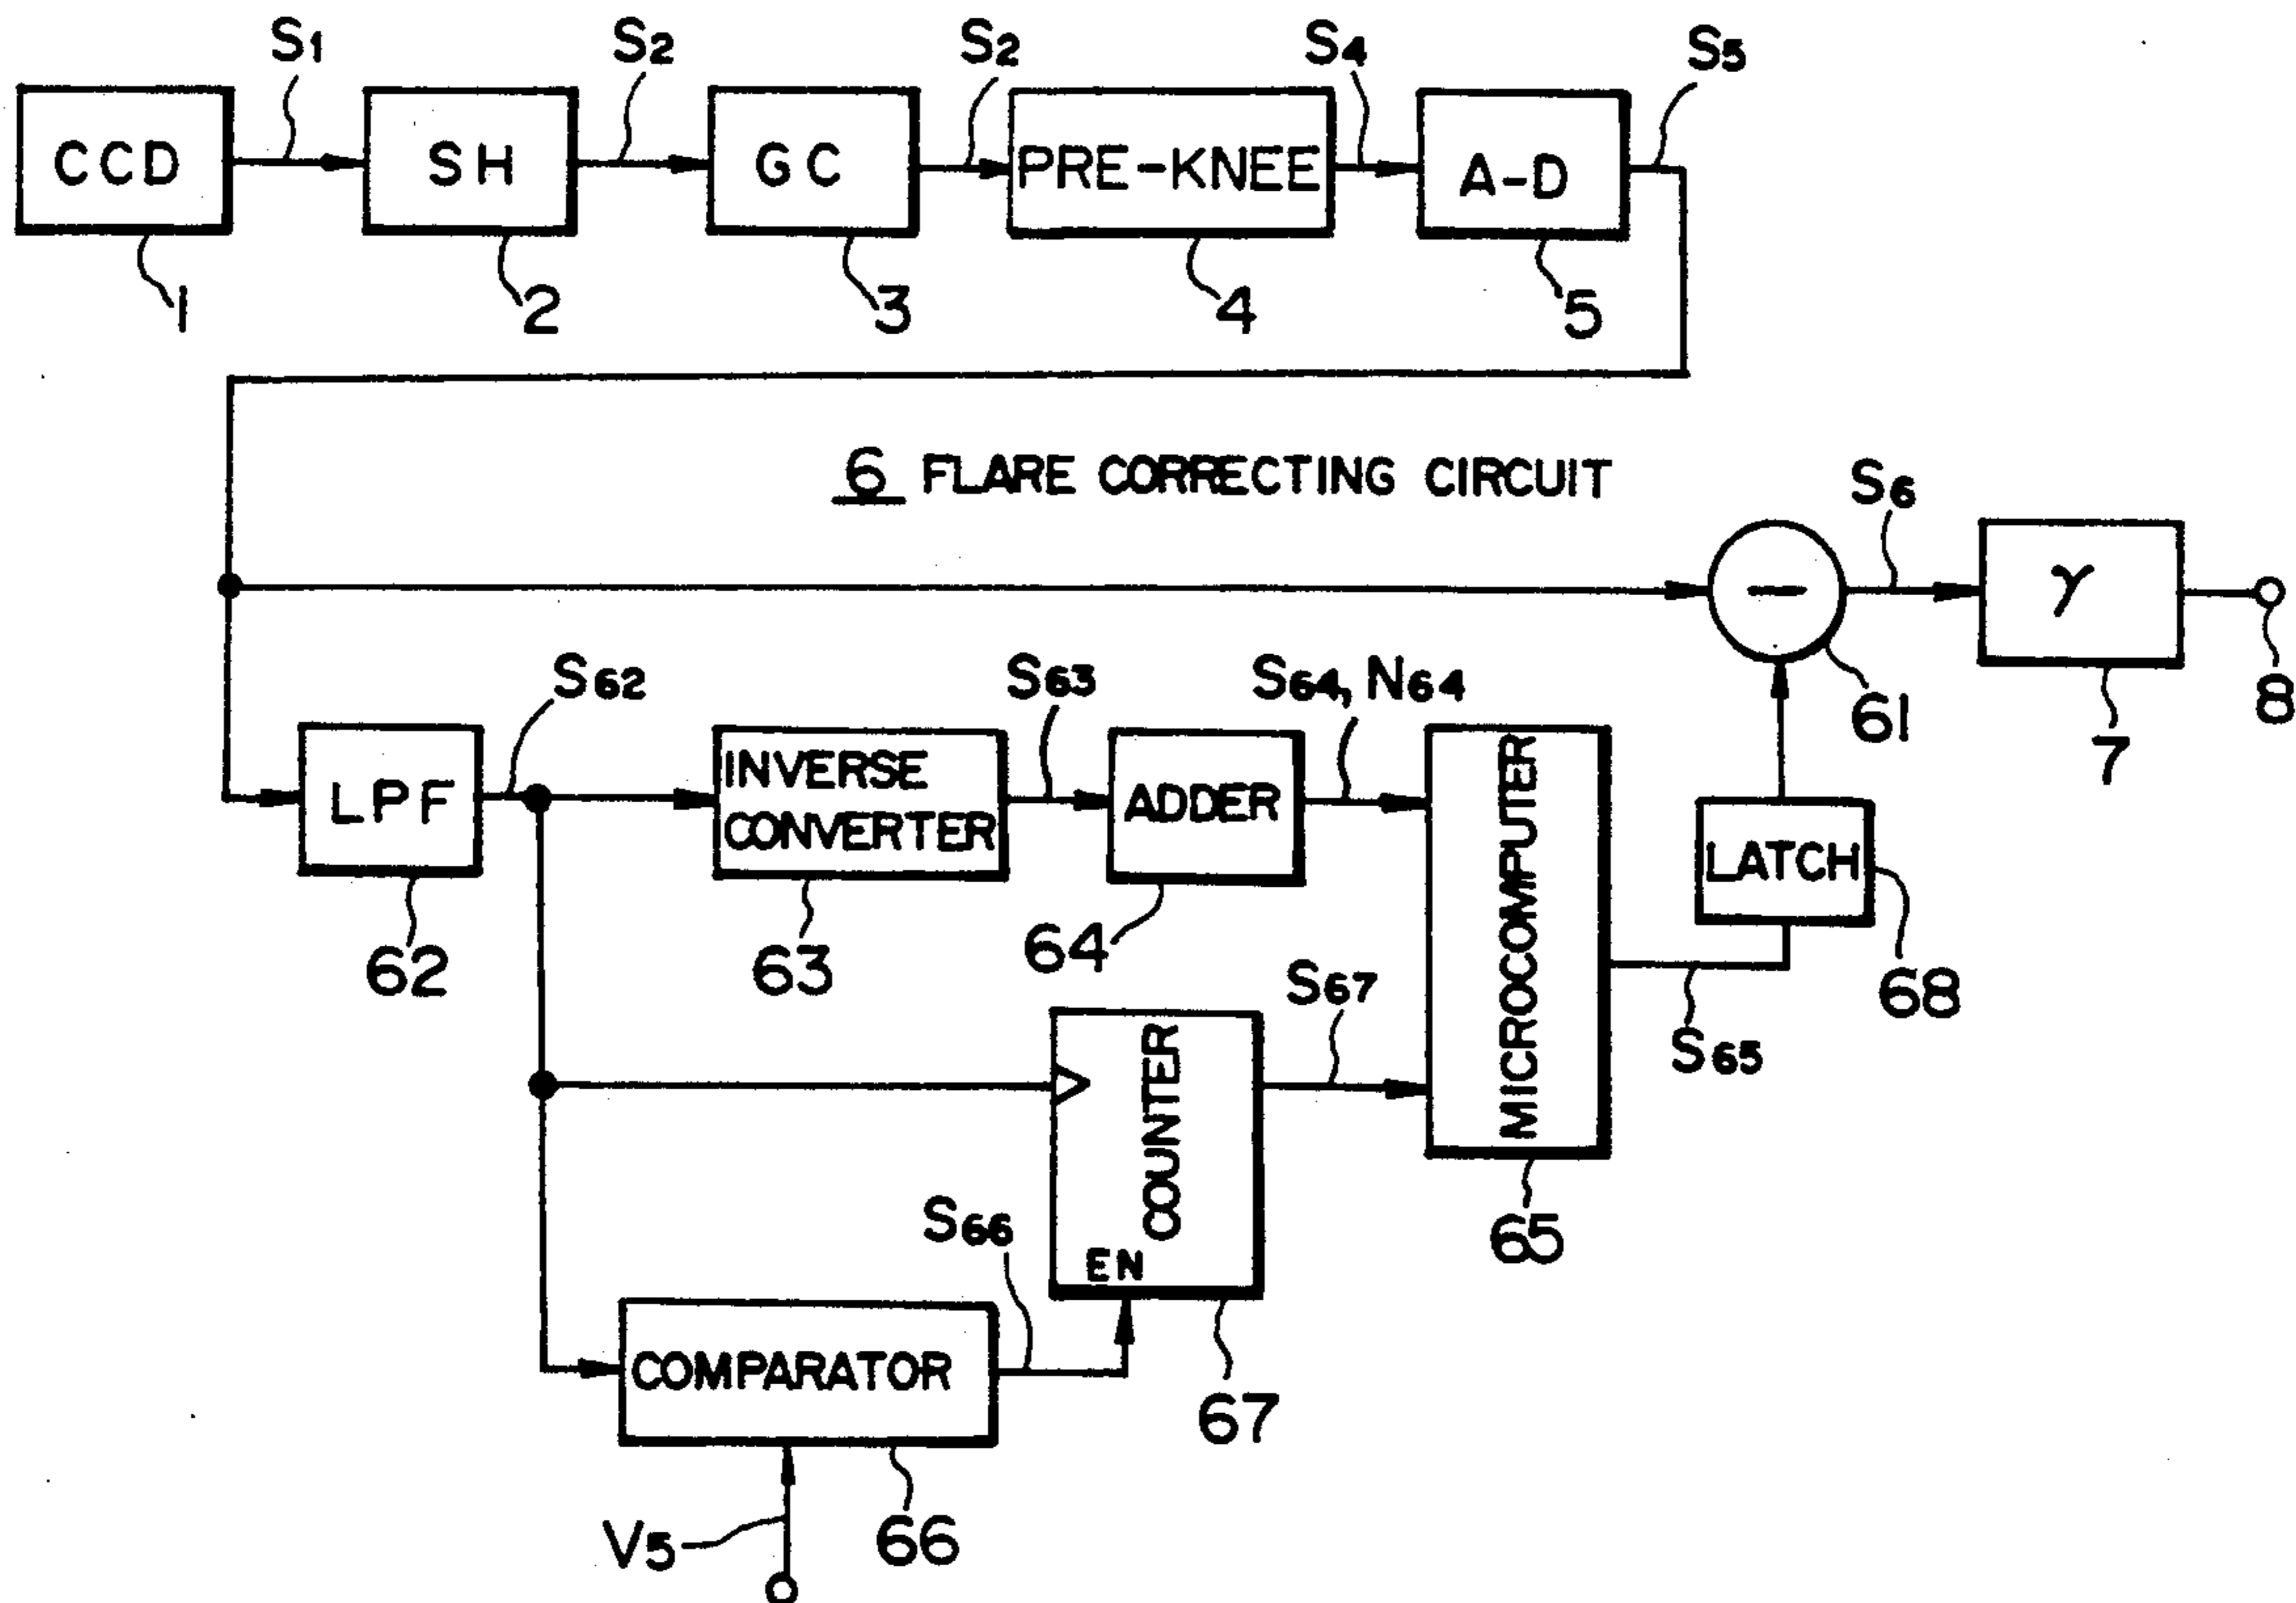 S1 S2 S2 S4 S5
CCD SH GC PRE-KNEE A-D
1 2 3 4 5
6 FLARE CORRECTING CIRCUIT
S6
− γ
61 7 8
S62 S63 S64, N64
LPF
INVERSE
CONVERTER
ADDER
MICROCOMPUTER
LATCH
62 63 64 68
S67 S65
COUNTER
EN
65
S66
COMPARATOR
67
V5 66